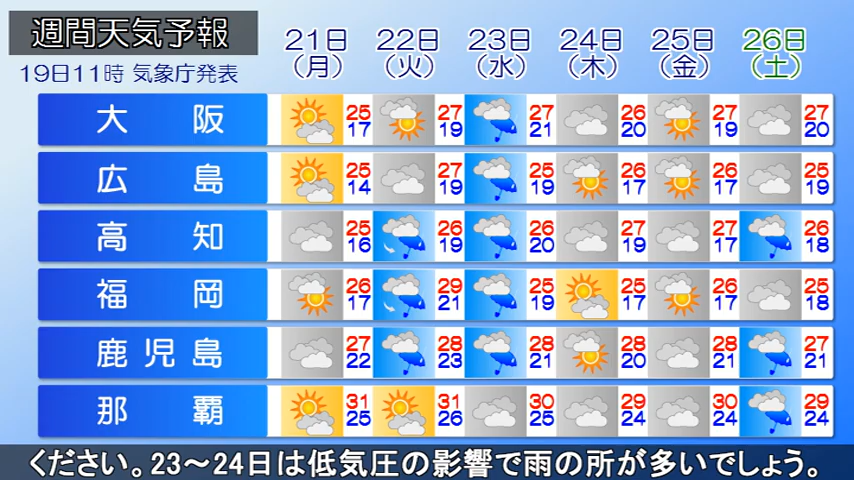 週間天気予報
19日11時 気象庁発表
21日 22日 23日 24日 25日 26日
(月) (火) (水) (木) (金) (土)
大阪 25 17 27 19 27 21 26 20 27 19 27 20
広島 25 14 27 19 25 19 26 17 26 17 25 19
高知 25 16 26 19 26 20 27 19 27 17 26 18
福岡 26 17 29 21 25 19 25 17 26 17 25 18
鹿児島 27 22 28 23 28 21 28 20 28 21 27 21
那覇 31 25 31 26 30 25 29 24 30 24 29 24
ください。23〜24日は低気圧の影響で雨の所が多いでしょう。